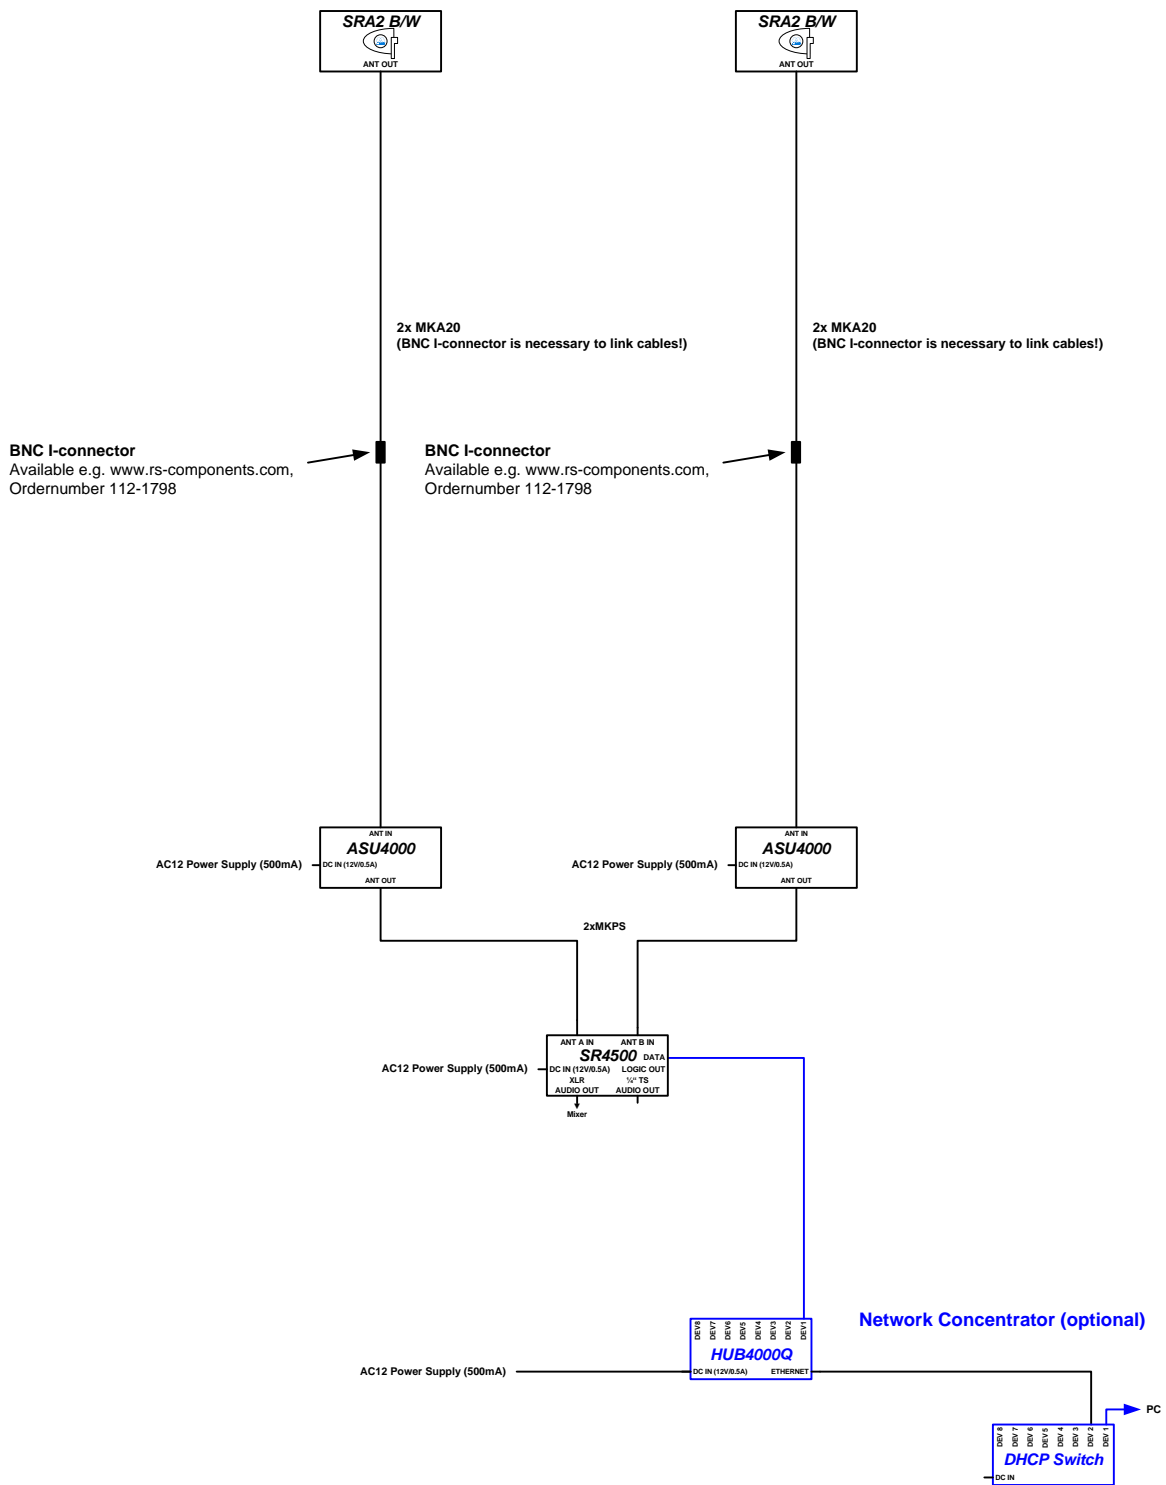 SRA2 B/W
ANT OUT
SRA2 B/W
ANT OUT
2x MKA20
(BNC I-connector is necessary to link cables!)
2x MKA20
(BNC I-connector is necessary to link cables!)
BNC I-connector
Available e.g. www.rs-components.com,
Ordernumber 112-1798
BNC I-connector
Available e.g. www.rs-components.com,
Ordernumber 112-1798
ANT IN
ASU4000
AC12 Power Supply (500mA)
DC IN (12V/0.5A)
ANT OUT
ANT IN
ASU4000
AC12 Power Supply (500mA)
DC IN (12V/0.5A)
ANT OUT
2xMKPS
ANT A IN
ANT B IN
SR4500
DATA
AC12 Power Supply (500mA)
DC IN (12V/0.5A)
LOGIC OUT
XLR
AUDIO OUT
¼" TS
AUDIO OUT
Mixer
Network Concentrator (optional)
DEV8
DEV7
DEV6
DEV5
DEV4
DEV3
DEV2
DEV1
HUB4000Q
AC12 Power Supply (500mA)
DC IN (12V/0.5A)
ETHERNET
PC
DEV 8
DEV 7
DEV 6
DEV 5
DEV 4
DEV 3
DEV 2
DEV 1
DHCP Switch
DC IN